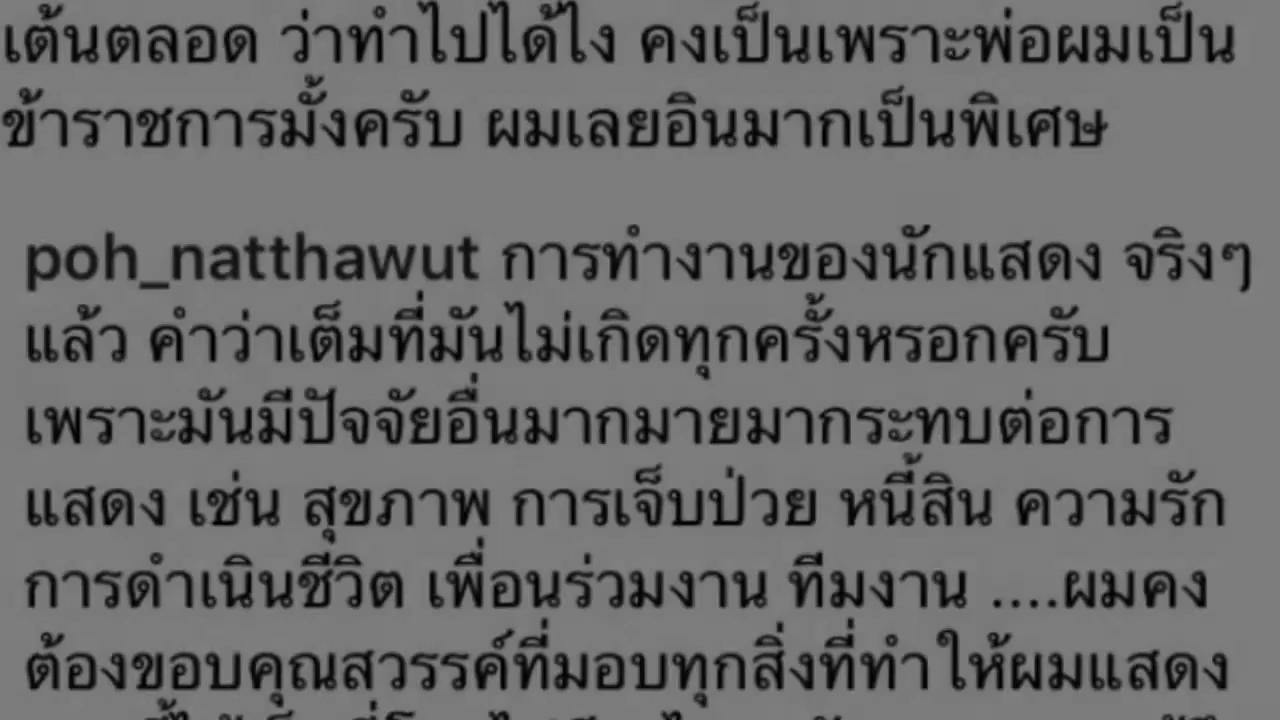 เต้นตลอด ว่าทำไปได้ไง คงเป็นเพราะพ่อผมเป็น
ข้าราชการมั้งครับ ผมเลยอินมากเป็นพิเศษ
poh_natthawut การทำงานของนักแสดง จริงๆ
แล้ว คำว่าเต็มที่มันไม่เกิดทุกครั้งหรอกครับ
เพราะมันมีปัจจัยอื่นมากมายมากระทบต่อการ
แสดง เช่น สุขภาพ การเจ็บป่วย หนี้สิน ความรัก
การดำเนินชีวิต เพื่อนร่วมงาน ทีมงาน ....ผมคง
ต้องขอบคุณสวรรค์ที่มอบทุกสิ่งที่ทำให้ผมแสดง